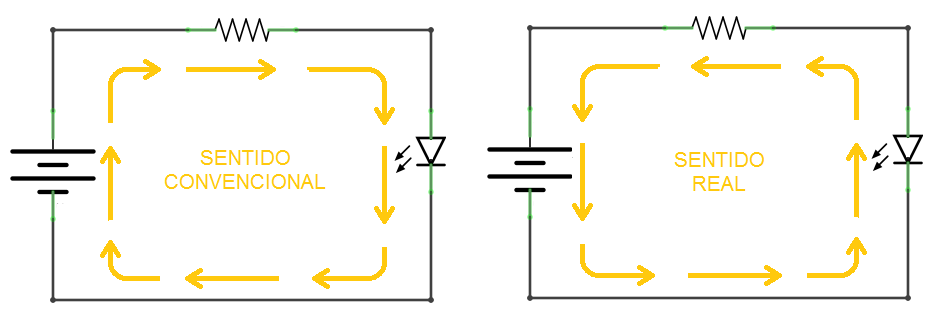 SENTIDO
CONVENCIONAL
SENTIDO
REAL